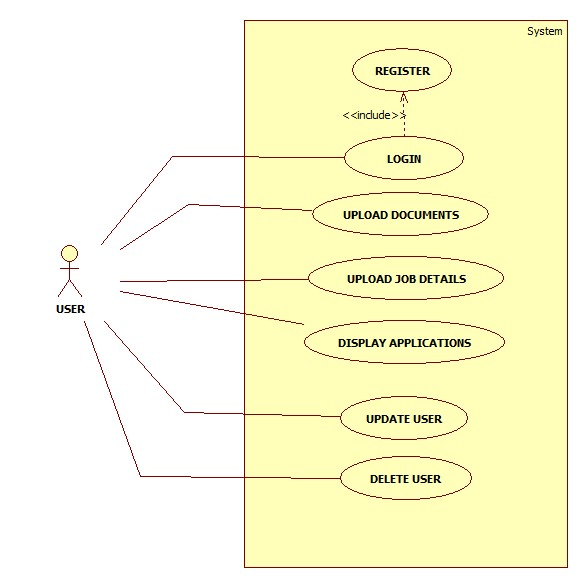 System
REGISTER
<<include>>
LOGIN
UPLOAD DOCUMENTS
UPLOAD JOB DETAILS
USER
DISPLAY APPLICATIONS
UPDATE USER
DELETE USER